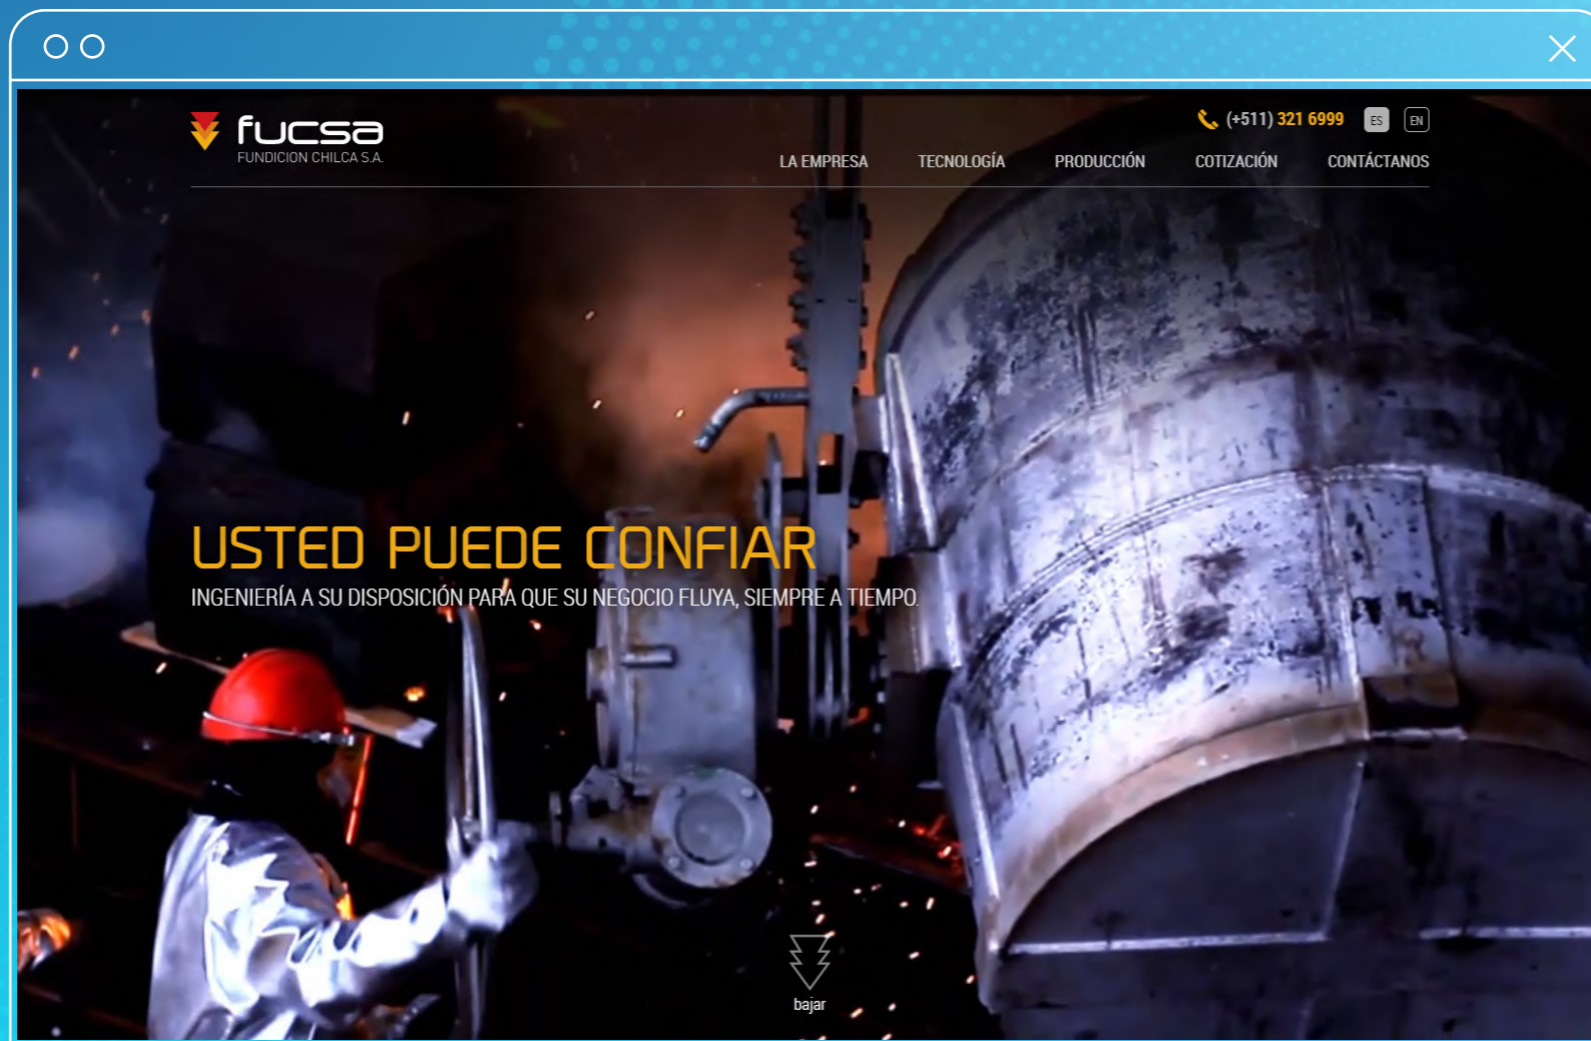 fucsa
FUNDICION CHILCA S.A.
(+511) 321 6999 ES EN
LA EMPRESA TECNOLOGÍA PRODUCCIÓN COTIZACIÓN CONTÁCTANOS
USTED PUEDE CONFIAR
INGENIERÍA A SU DISPOSICIÓN PARA QUE SU NEGOCIO FLUYA, SIEMPRE A TIEMPO.
bajar